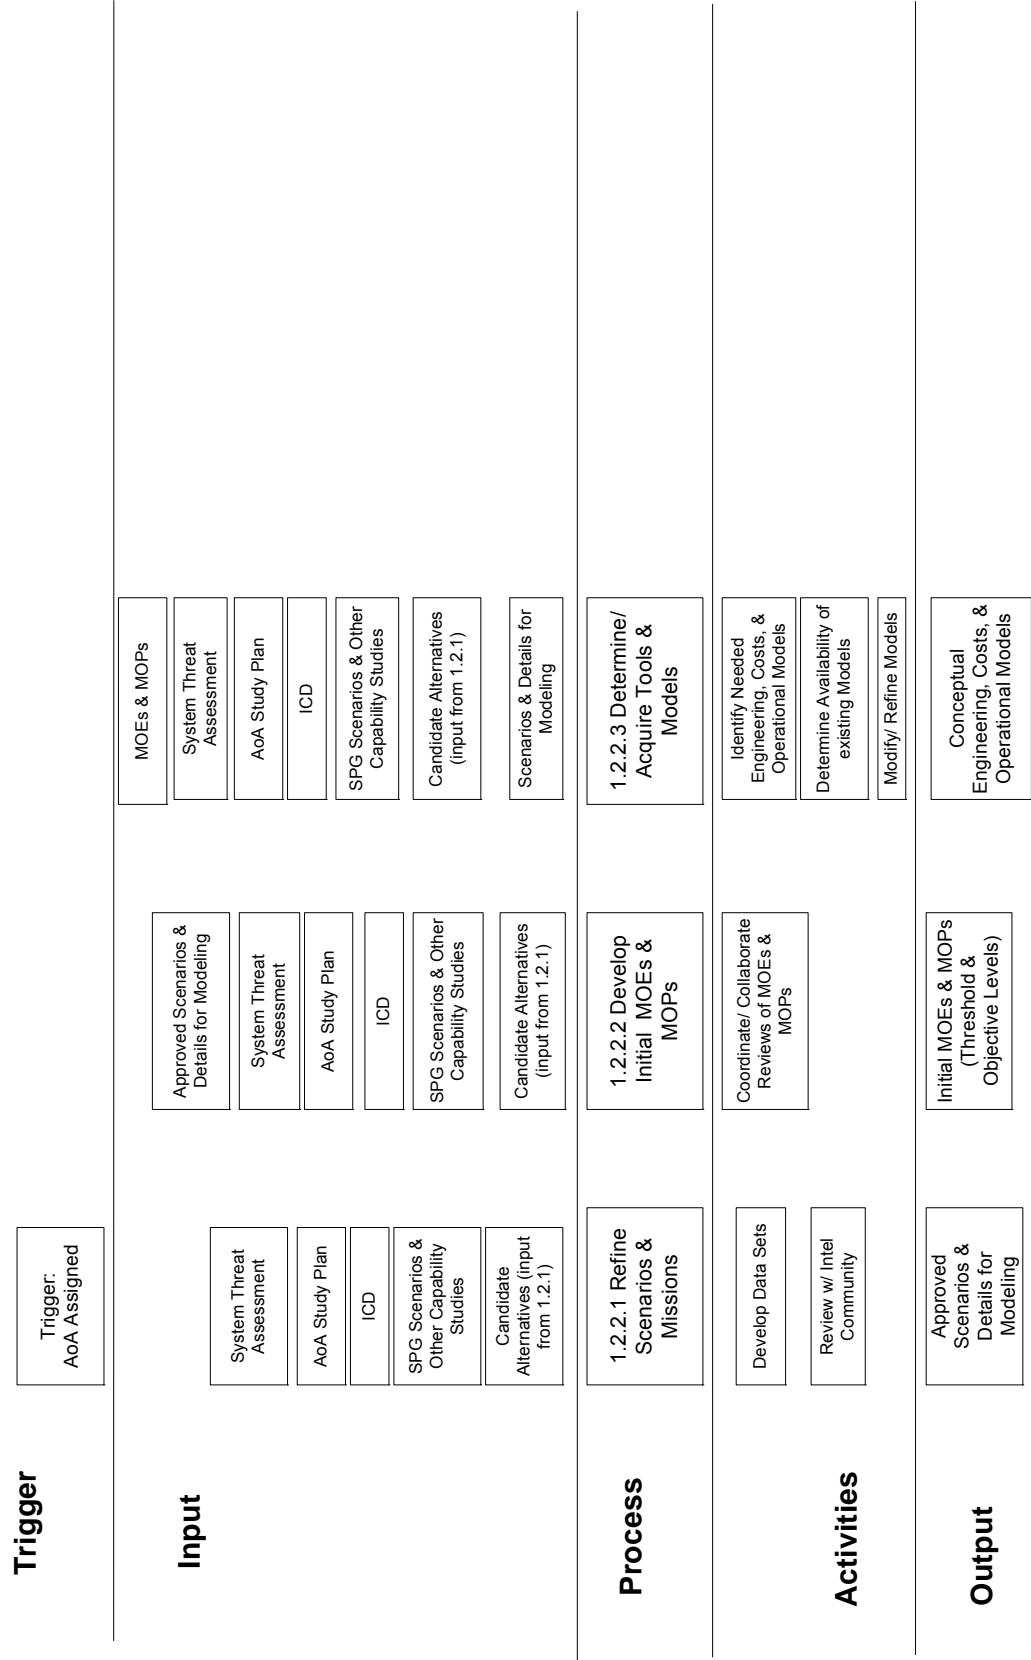 Trigger
Trigger:
AoA Assigned
Input
System Threat
Assessment
AoA Study Plan
ICD
SPG Scenarios &
Other Capability
Studies
Candidate
Alternatives (input
from 1.2.1)
Approved Scenarios &
Details for Modeling
System Threat
Assessment
AoA Study Plan
ICD
SPG Scenarios & Other
Capability Studies
Candidate Alternatives
(input from 1.2.1)
MOEs & MOPs
System Threat
Assessment
AoA Study Plan
ICD
SPG Scenarios & Other
Capability Studies
Candidate Alternatives
(input from 1.2.1)
Scenarios & Details for
Modeling
Process
1.2.2.1 Refine
Scenarios &
Missions
1.2.2.2 Develop
Initial MOEs &
MOPs
1.2.2.3 Determine/
Acquire Tools &
Models
Activities
Develop Data Sets
Review w/ Intel
Community
Coordinate/ Collaborate
Reviews of MOEs &
MOPs
Identify Needed
Engineering, Costs, &
Operational Models
Determine Availability of
existing Models
Modify/ Refine Models
Output
Approved
Scenarios &
Details for
Modeling
Initial MOEs & MOPs
(Threshold &
Objective Levels)
Conceptual
Engineering, Costs, &
Operational Models